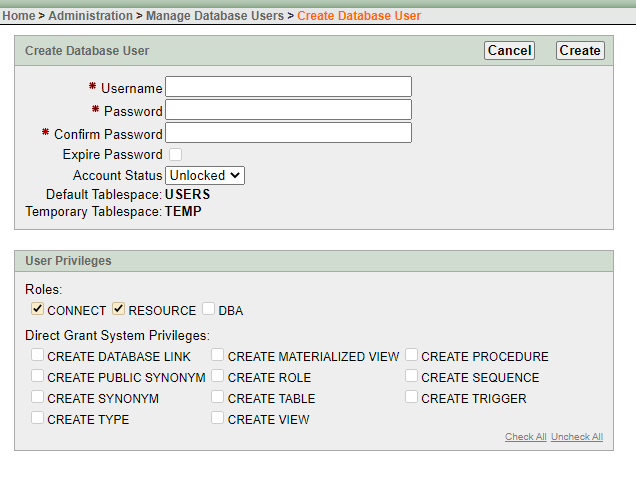 Home > Administration > Manage Database Users > Create Database User
Create Database User Cancel Create
* Username
* Password
* Confirm Password
Expire Password
Account Status Unlocked
Default Tablespace: USERS
Temporary Tablespace: TEMP
User Privileges
Roles:
CONNECT RESOURCE DBA
Direct Grant System Privileges:
CREATE DATABASE LINK CREATE MATERIALIZED VIEW CREATE PROCEDURE
CREATE PUBLIC SYNONYM CREATE ROLE CREATE SEQUENCE
CREATE SYNONYM CREATE TABLE CREATE TRIGGER
CREATE TYPE CREATE VIEW
Check All Uncheck All